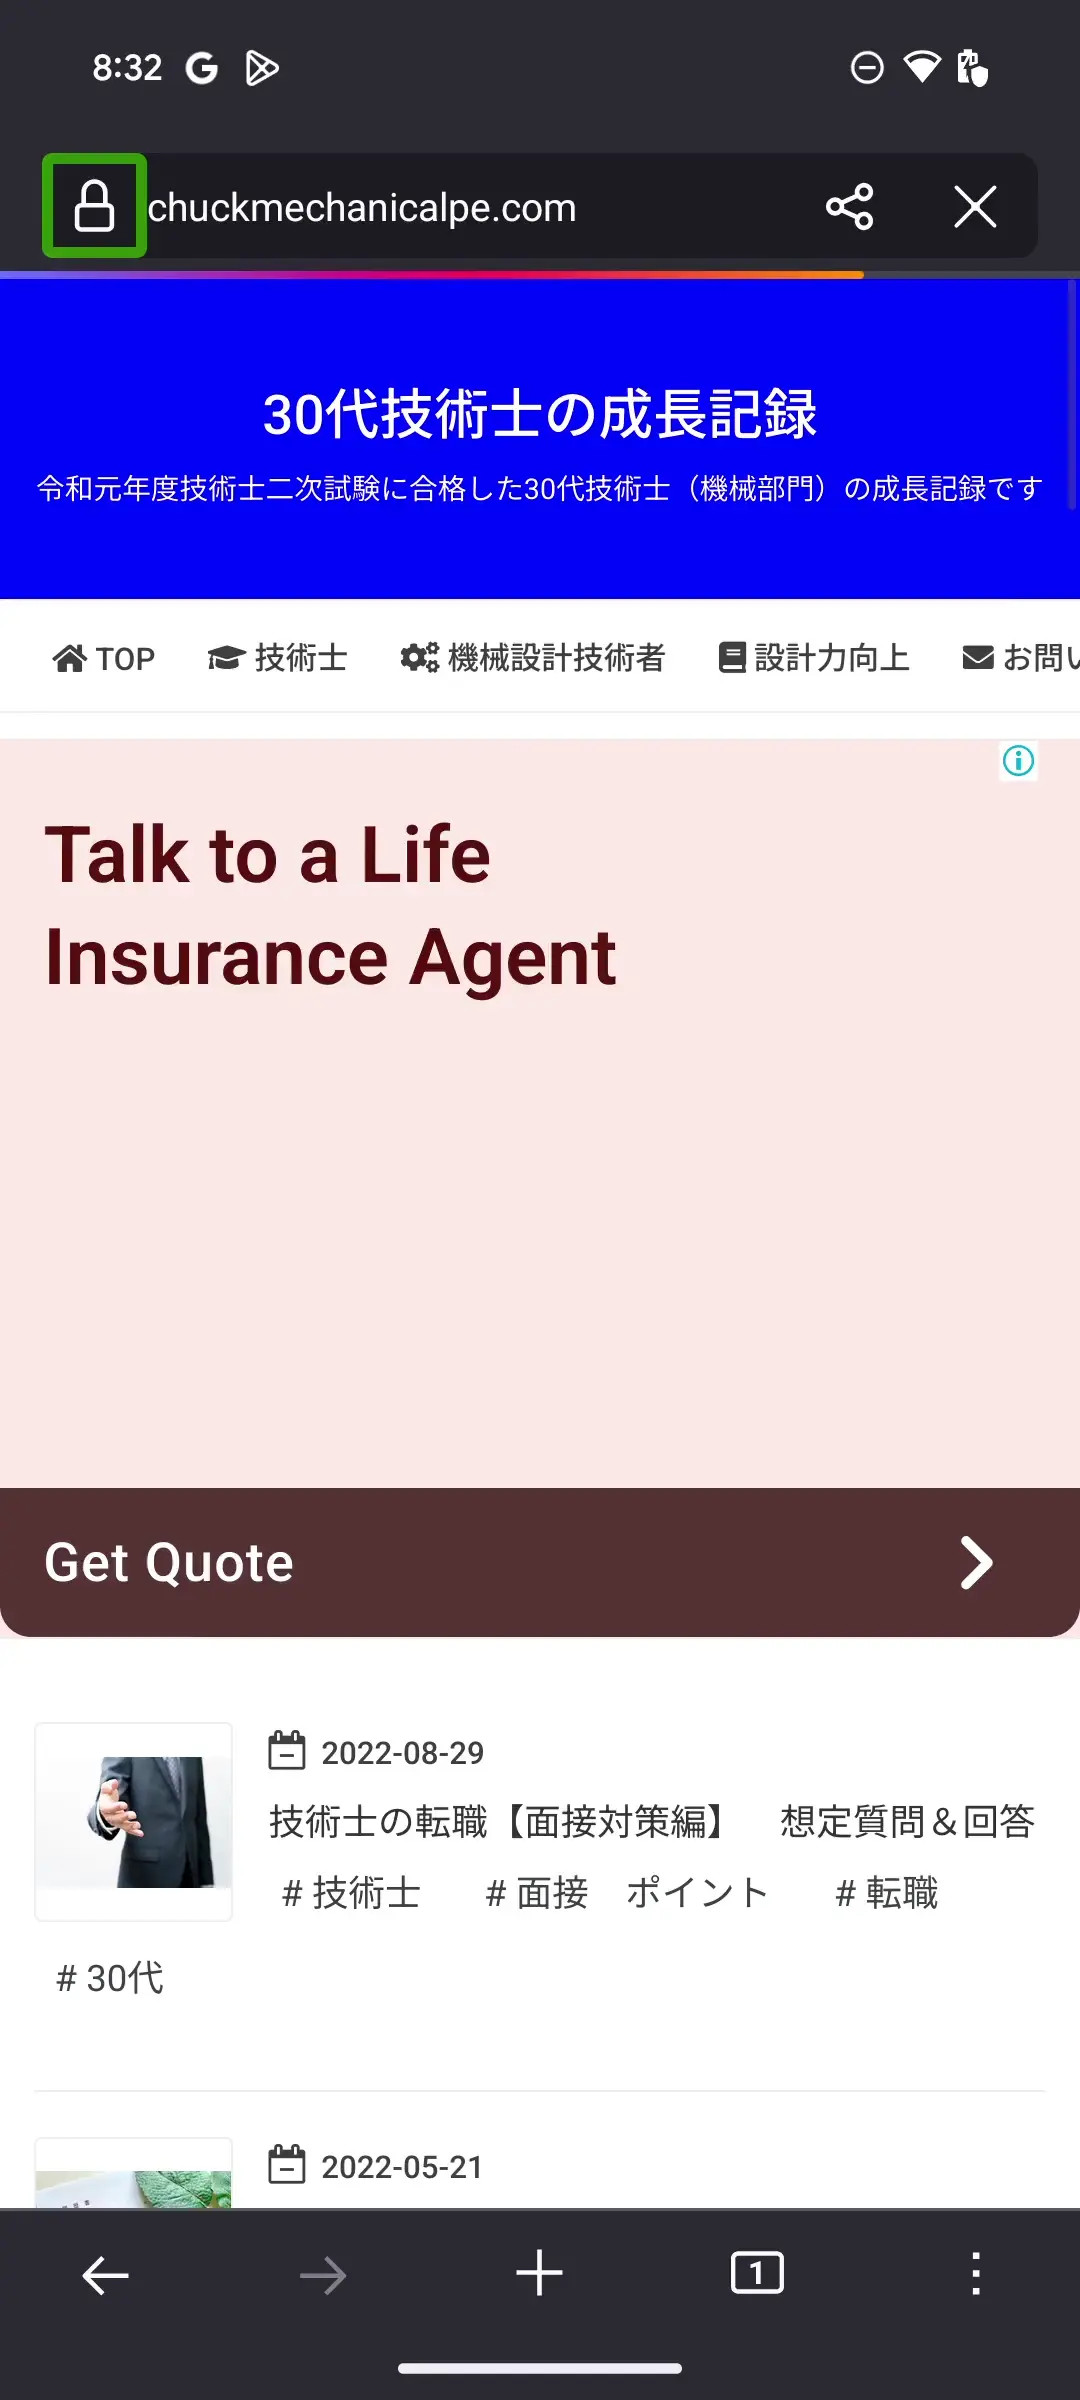 8:32
chuckmechanicalpe.com
30代技術士の成長記録
令和元年度技術士二次試験に合格した30代技術士（機械部門）の成長記録です
TOP 技術士 機械設計技術者 設計力向上 お問い
Talk to a Life
Insurance Agent
Get Quote
2022-08-29
技術士の転職【面接対策編】　想定質問＆回答
# 技術士 # 面接　ポイント # 転職
# 30代
2022-05-21
1